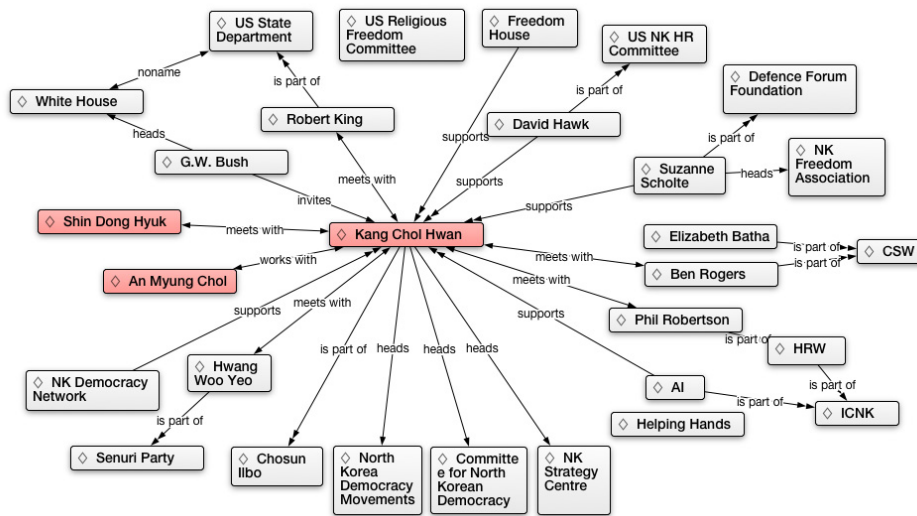 ◇ US State
Department
◇ US Religious
Freedom
Committee
◇ Freedom
House
◇ US NK HR
Committee
noname
is part of
is part of
◇ Defence Forum
Foundation
◇ White House
◇ Robert King
◇ David Hawk
heads
supports
is part of
◇ G.W. Bush
meets with
supports
◇ Suzanne
Scholte
heads
◇ NK
Freedom
Association
invites
supports
◇ Shin Dong Hyuk
meets with
◇ Kang Chol Hwan
◇ Elizabeth Batha
is part of
◇ CSW
works with
meets with
is part of
◇ An Myung Chol
◇ Ben Rogers
meets with
supports
meets with
supports
◇ Phil Robertson
is part of
is part of
heads
heads
heads
◇ HRW
◇ NK Democracy
Network
◇ Hwang
Woo Yeo
◇ AI
is part of
is part of
◇ ICNK
is part of
◇ Helping Hands
◇ Senuri Party
◇ Chosun
Ilbo
◇ North
Korea
Democracy
Movements
◇ Committe
e for North
Korean
Democracy
◇ NK
Strategy
Centre